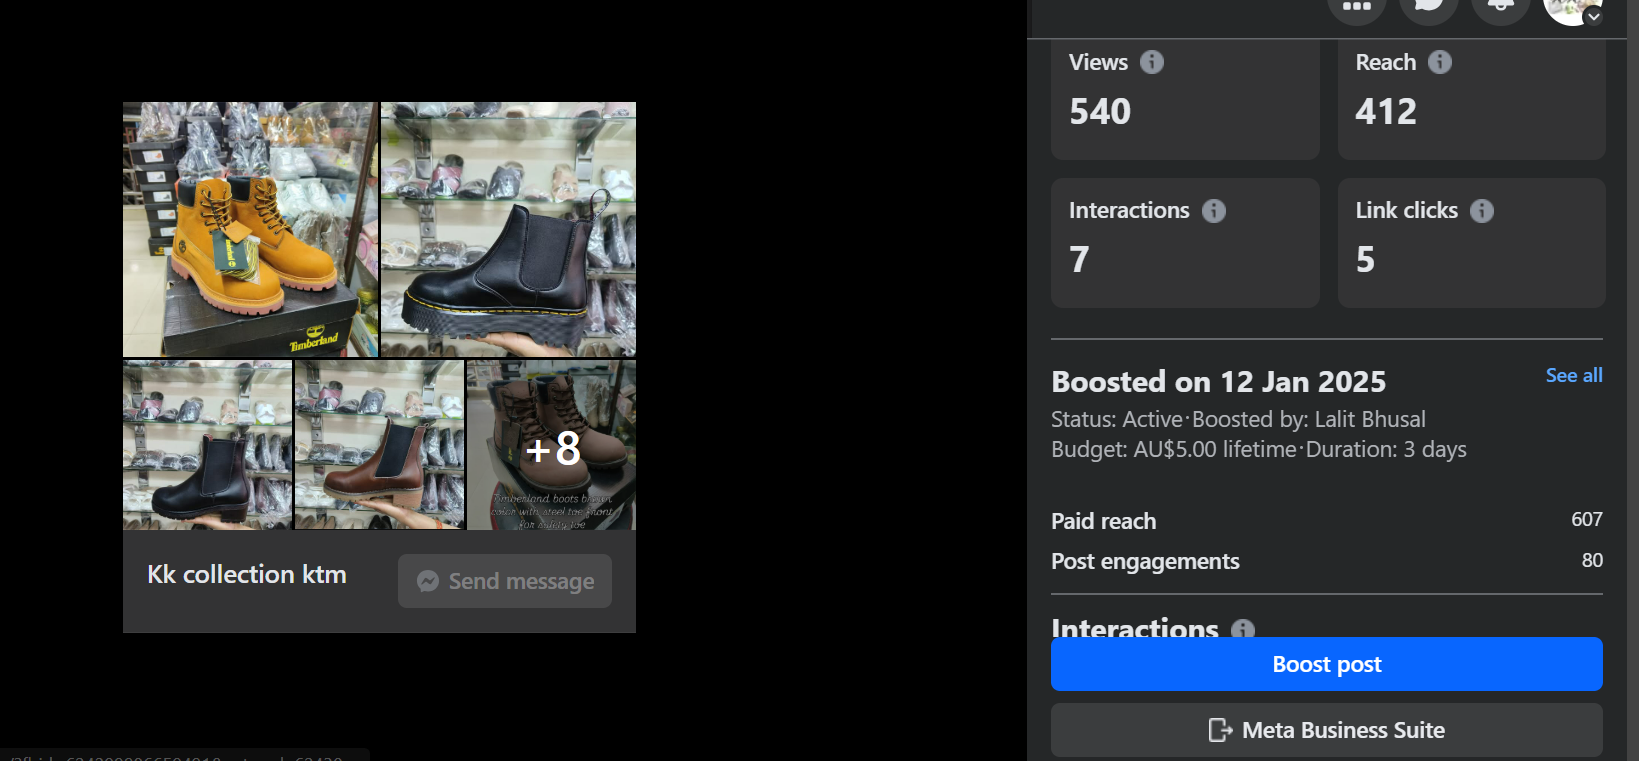 Timberland
+8
Timberland boots brown
color with steel toe front
for safety toe
Kk collection ktm
Send message
Views
540
Reach
412
Interactions
7
Link clicks
5
Boosted on 12 Jan 2025
See all
Status: Active·Boosted by: Lalit Bhusal
Budget: AU$5.00 lifetime·Duration: 3 days
Paid reach 607
Post engagements 80
Interactions
Boost post
Meta Business Suite